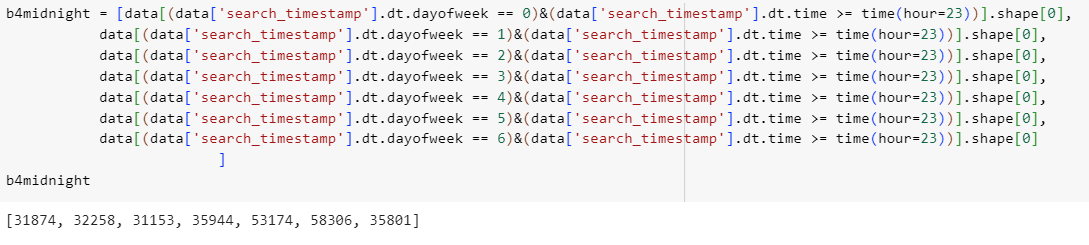 b4midnight = [data[(data['search_timestamp'].dt.dayofweek == 0)&(data['search_timestamp'].dt.time >= time(hour=23))].shape[0],
data[(data['search_timestamp'].dt.dayofweek == 1)&(data['search_timestamp'].dt.time >= time(hour=23))].shape[0],
data[(data['search_timestamp'].dt.dayofweek == 2)&(data['search_timestamp'].dt.time >= time(hour=23))].shape[0],
data[(data['search_timestamp'].dt.dayofweek == 3)&(data['search_timestamp'].dt.time >= time(hour=23))].shape[0],
data[(data['search_timestamp'].dt.dayofweek == 4)&(data['search_timestamp'].dt.time >= time(hour=23))].shape[0],
data[(data['search_timestamp'].dt.dayofweek == 5)&(data['search_timestamp'].dt.time >= time(hour=23))].shape[0],
data[(data['search_timestamp'].dt.dayofweek == 6)&(data['search_timestamp'].dt.time >= time(hour=23))].shape[0]
]
b4midnight
[31874, 32258, 31153, 35944, 53174, 58306, 35801]